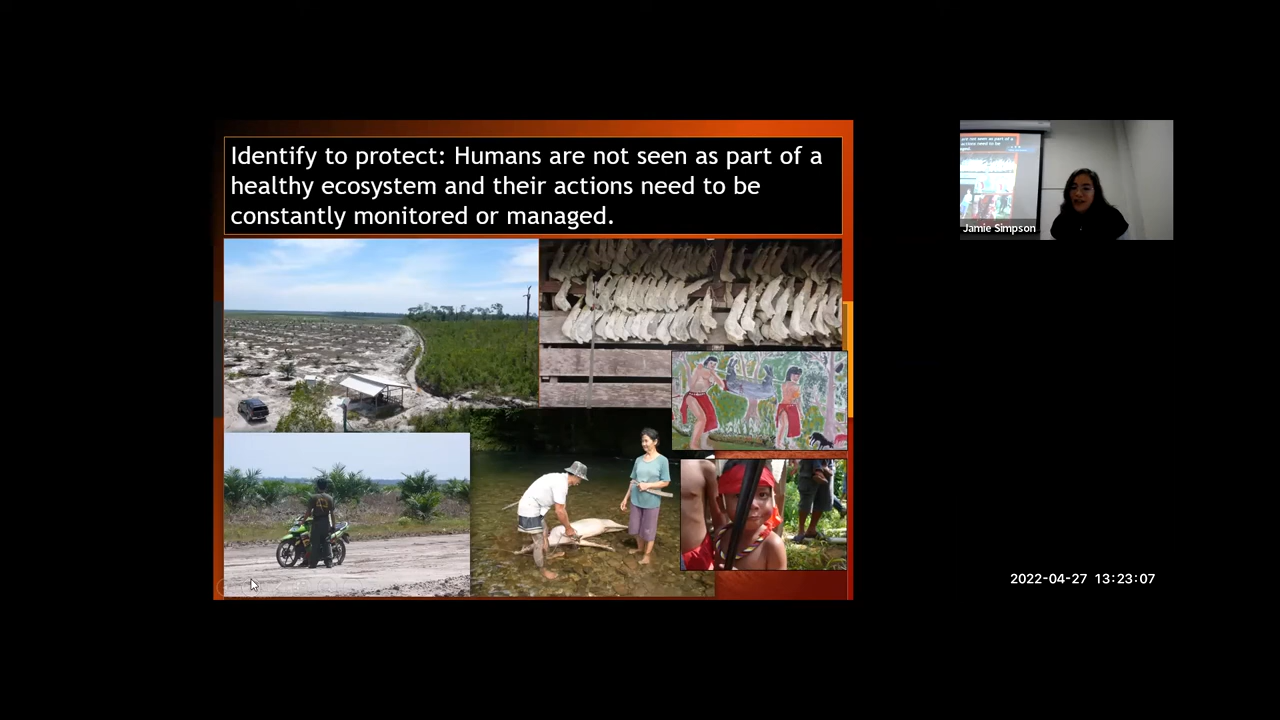 Identify to protect: Humans are not seen as part of a
healthy ecosystem and their actions need to be
constantly monitored or managed.
Jamie Simpson
2022-04-27 13:23:07